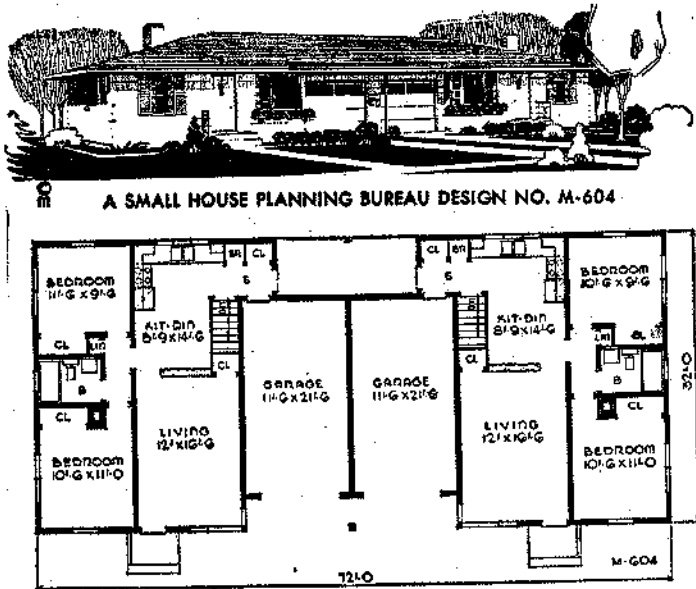 A SMALL HOUSE PLANNING BUREAU DESIGN NO. M-604
BR CL
CL BR
BEDROOM
11'-6 X 9'-6
S
S
BEDROOM
10'-6 X 9'-6
KIT-DIN
8'-9 X 14'-6
KIT-DIN
8'-9 X 14'-6
CL
LIN
LIN
CL
CL
CL
GARAGE
11'-6 X 21'-6
GARAGE
11'-6 X 21'-6
B
B
CL
CL
LIVING
12'-1 X 16'-6
LIVING
12'-1 X 16'-6
BEDROOM
10'-6 X 11'-0
BEDROOM
10'-6 X 11'-0
32'-0
M-604
72'-0